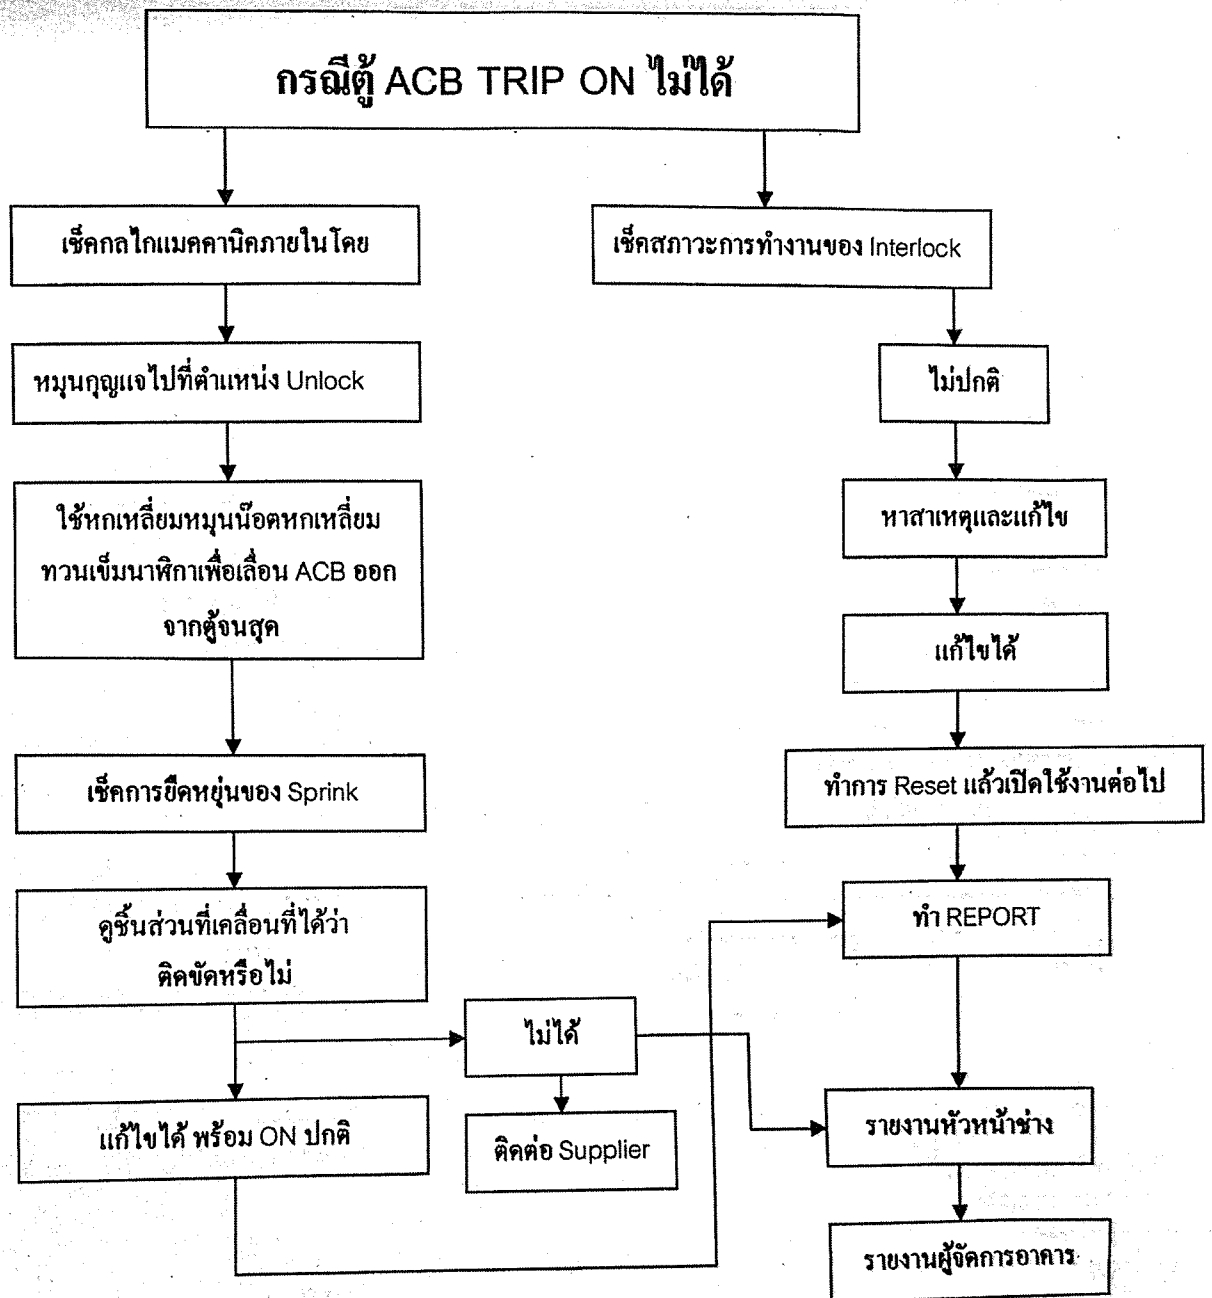 กรณีตู้ ACB TRIP ON ไม่ได้
เช็คกลไกแมคคานิคภายในโดย
หมุนกุญแจไปที่ตำแหน่ง Unlock
ใช้หกเหลี่ยมหมุนน๊อตหกเหลี่ยม
ทวนเข็มนาฬิกาเพื่อเลื่อน ACB ออก
จากตู้จนสุด
เช็คการยืดหยุ่นของ Sprink
ดูชิ้นส่วนที่เคลื่อนที่ได้ว่า
ติดขัดหรือไม่
แก้ไขได้ พร้อม ON ปกติ
ไม่ได้
ติดต่อ Supplier
เช็คสภาวะการทำงานของ Interlock
ไม่ปกติ
หาสาเหตุและแก้ไข
แก้ไขได้
ทำการ Reset แล้วเปิดใช้งานต่อไป
ทำ REPORT
รายงานหัวหน้าช่าง
รายงานผู้จัดการอาคาร